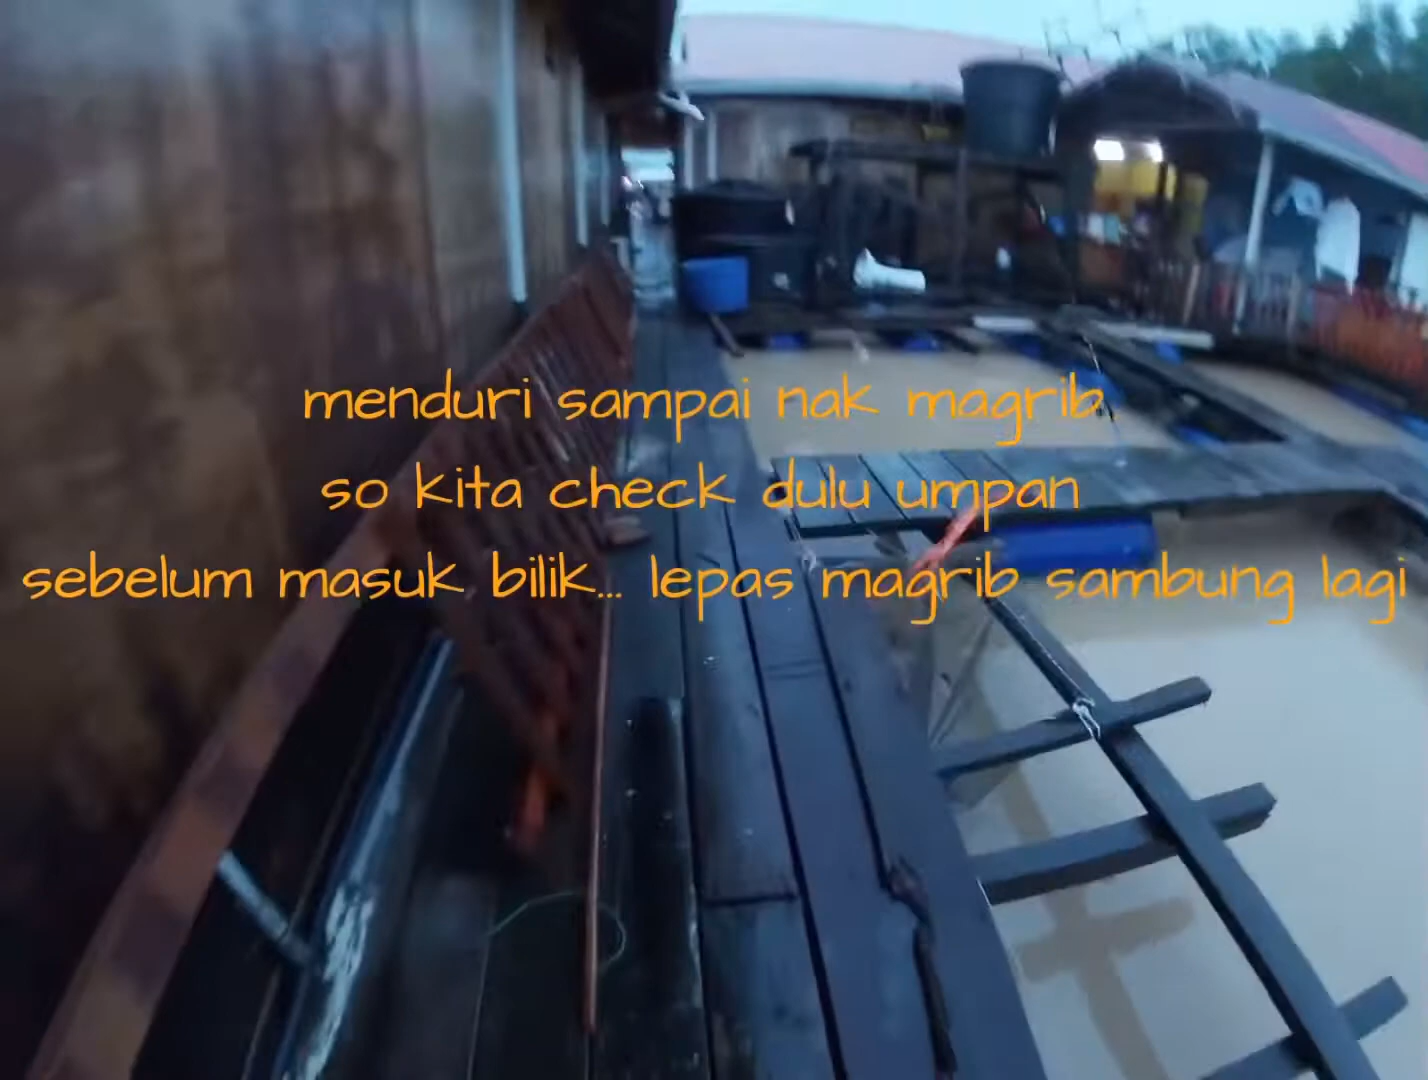 menduri sampai nak magrib
so kita check dulu umpan
sebelum masuk bilik... lepas magrib sambung lagi